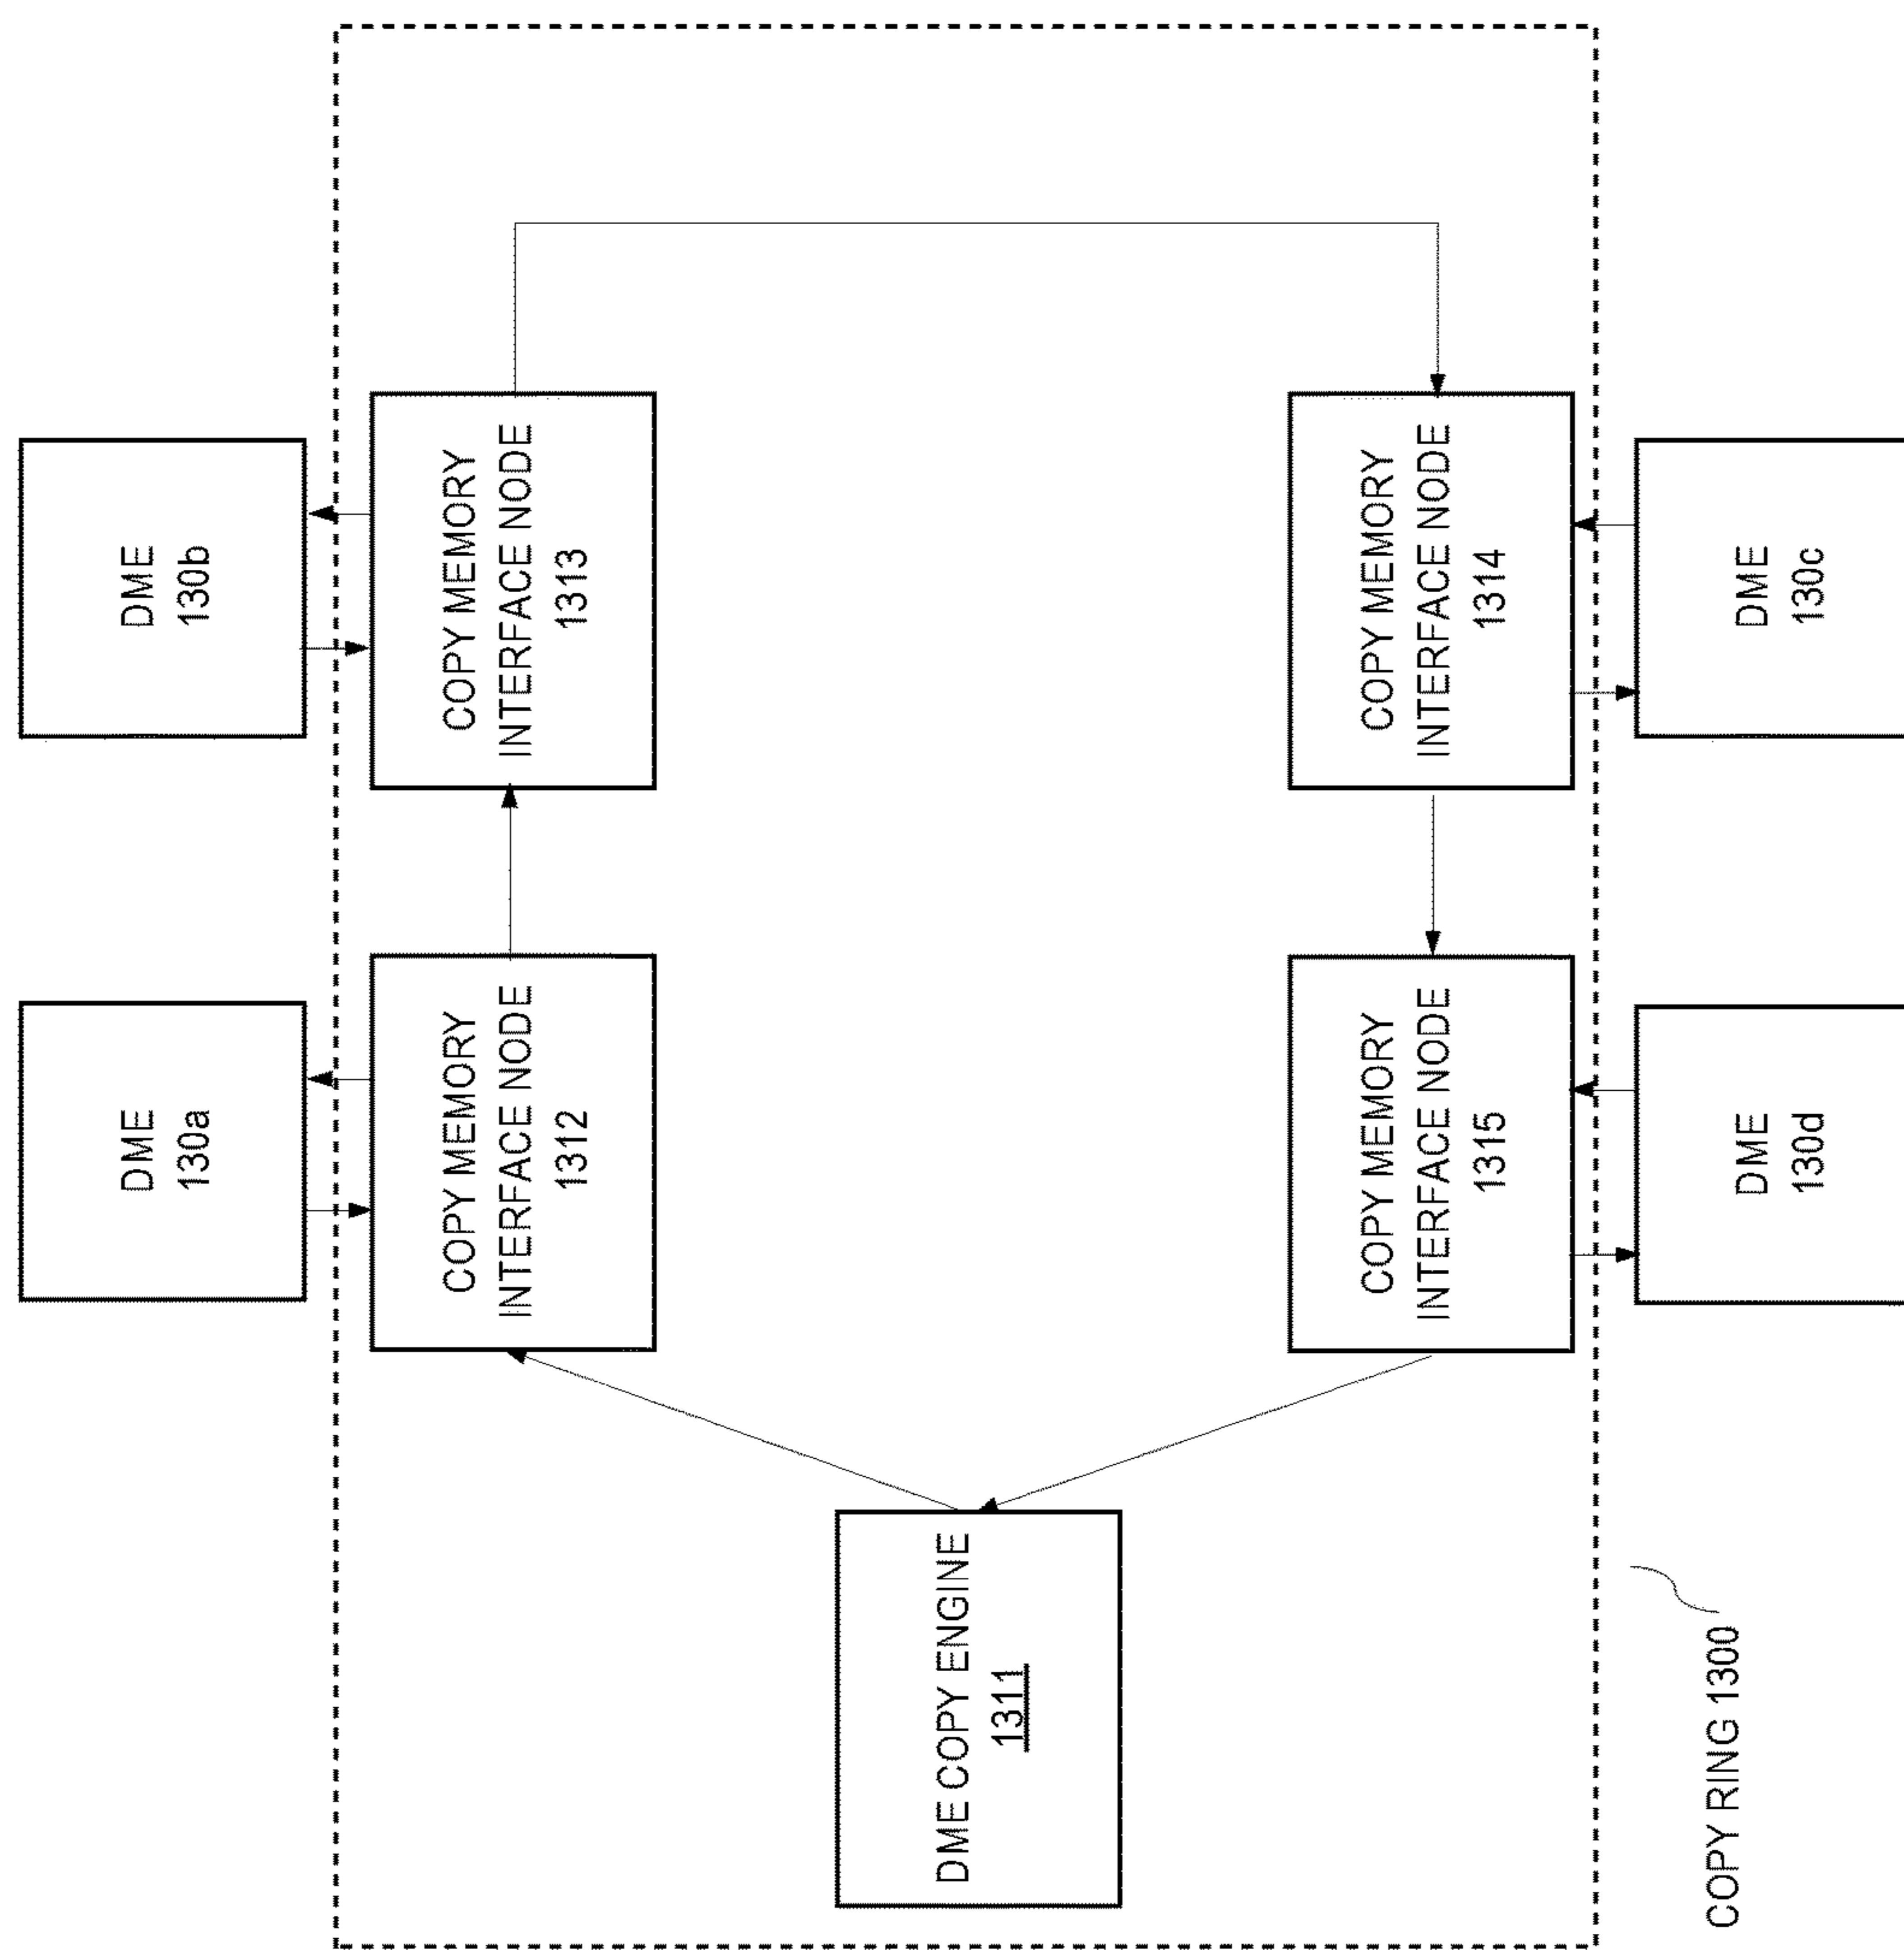 DME
130a
DME
130b
COPY MEMORY
INTERFACE NODE
1312
COPY MEMORY
INTERFACE NODE
1313
DME COPY ENGINE
1311
COPY MEMORY
INTERFACE NODE
1315
COPY MEMORY
INTERFACE NODE
1314
COPY RING 1300
DME
130d
DME
130c